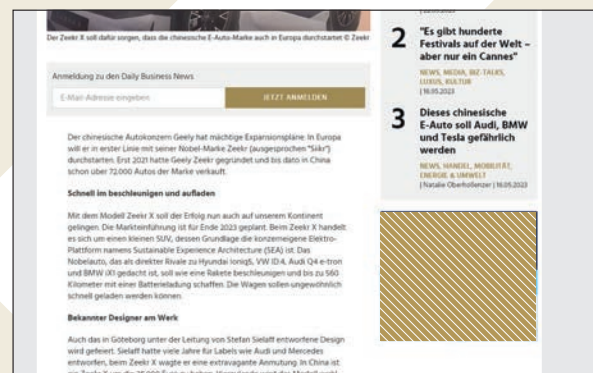 Der Zeekr X soll dafür sorgen, dass die chinesische E-Auto-Marke auch in Europa durchstartet © Zeekr
Anmeldung zu den Daily Business News
E-Mail-Adresse eingeben
JETZT ANMELDEN
Der chinesische Autokonzern Geely hat mächtige Expansionspläne: In Europa
will er in erster Linie mit seiner Nobel-Marke Zeekr (ausgesprochen "Siikr")
durchstarten. Erst 2021 hatte Geely Zeekr gegründet und bis dato in China
schon über 72.000 Autos der Marke verkauft.
Schnell im beschleunigen und aufladen
Mit dem Modell Zeekr X soll der Erfolg nun auch auf unserem Kontinent
gelingen. Die Markteinführung ist für Ende 2023 geplant. Beim Zeekr X handelt
es sich um einen kleinen SUV, dessen Grundlage die konzerneigene Elektro-
Plattform namens Sustainable Experience Architecture (SEA) ist. Das
Nobelauto, das als direkter Rivale zu Hyundai Ioniq5, VW ID.4, Audi Q4 e-tron
und BMW iX1 gedacht ist, soll wie eine Rakete beschleunigen und bis zu 560
Kilometer mit einer Batterieladung schaffen. Die Wagen sollen ungewöhnlich
schnell geladen werden können.
Bekannter Designer am Werk
Auch das in Göteborg unter der Leitung von Stefan Sielaff entworfene Design
wird gefeiert. Sielaff hatte viele Jahre für Labels wie Audi und Mercedes
entworfen, beim Zeekr X wagte er eine extravagante Anmutung. In China ist
2
"Es gibt hunderte
Festivals auf der Welt –
aber nur ein Cannes"
NEWS, MEDIA, BIZ-TALKS,
LUXUS, KULTUR
| 16.05.2023
3
Dieses chinesische
E-Auto soll Audi, BMW
und Tesla gefährlich
werden
NEWS, HANDEL, MOBILITÄT,
ENERGIE & UMWELT
| Natalie Oberhollenzer | 16.05.2023